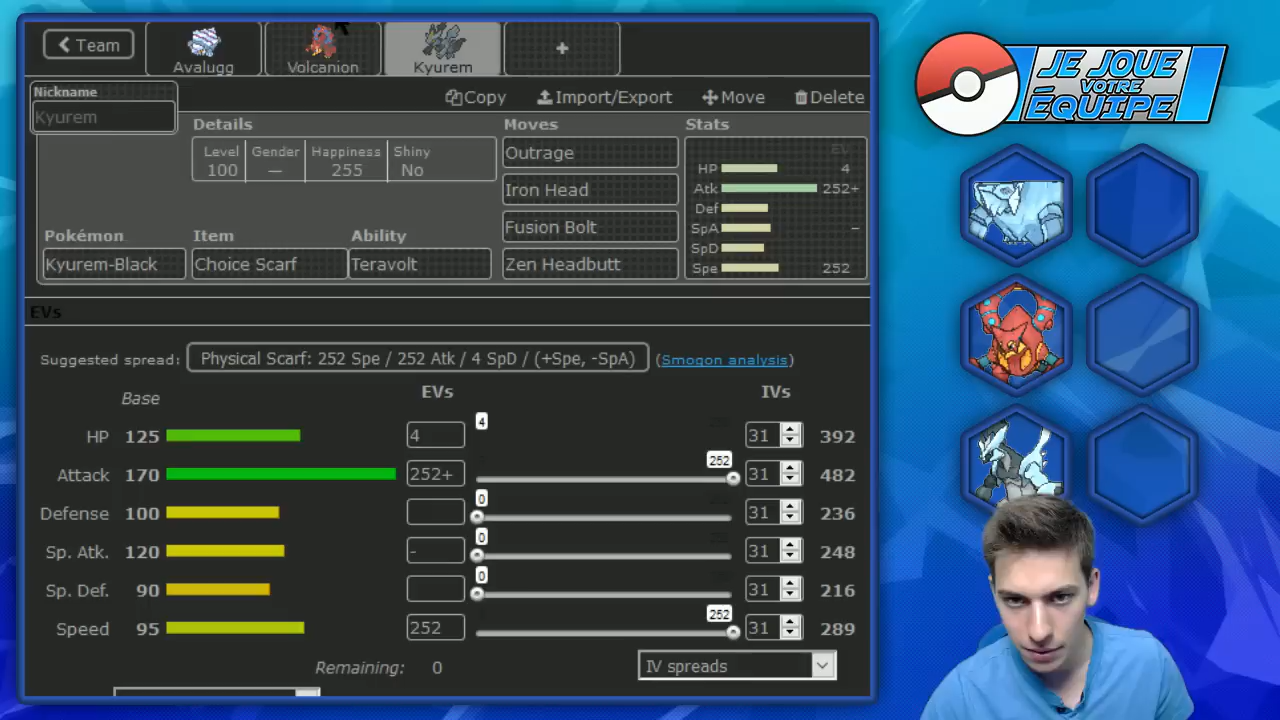 Team
Avalugg
Volcanion
Kyurem
Nickname
Kyurem
Copy
Import/Export
Move
Delete
Details
Level
100
Gender
—
Happiness
255
Shiny
No
Pokémon
Kyurem-Black
Item
Choice Scarf
Ability
Teravolt
Moves
Outrage
Iron Head
Fusion Bolt
Zen Headbutt
Stats
EV
HP 4
Atk 252+
Def
SpA –
SpD
Spe 252
EVs
Suggested spread: Physical Scarf: 252 Spe / 252 Atk / 4 SpD / (+Spe, -SpA) (Smogon analysis)
Base EVs IVs
HP 125 4 4 31 392
Attack 170 252+ 252 31 482
Defense 100 0 31 236
Sp. Atk. 120 - 0 31 248
Sp. Def. 90 0 31 216
Speed 95 252 252 31 289
Remaining: 0
IV spreads
JE JOUE
VOTRE
ÉQUIPE